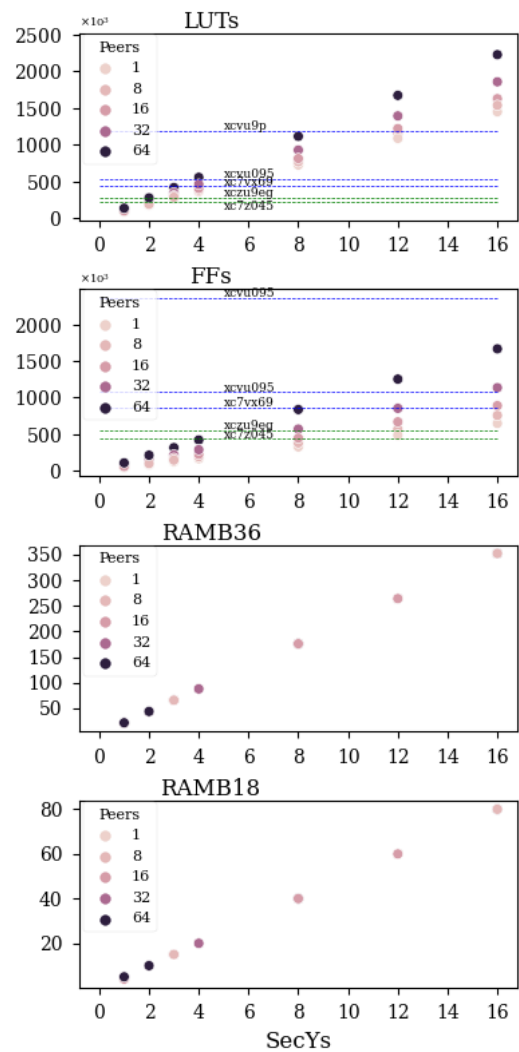 LUTs
×10³
2500
2000
1500
1000
500
0
Peers
1
8
16
32
64
xcvu9p
xcvu095
xc7vx69
xczu9eg
xc7z045
0 2 4 6 8 10 12 14 16
FFs
×10³
2000
1500
1000
500
0
Peers
1
8
16
32
64
xcvu095
xcvu095
xc7vx69
xczu9eg
xc7z045
0 2 4 6 8 10 12 14 16
RAMB36
350
300
250
200
150
100
50
Peers
1
8
16
32
64
0 2 4 6 8 10 12 14 16
RAMB18
80
60
40
20
Peers
1
8
16
32
64
0 2 4 6 8 10 12 14 16
SecYs